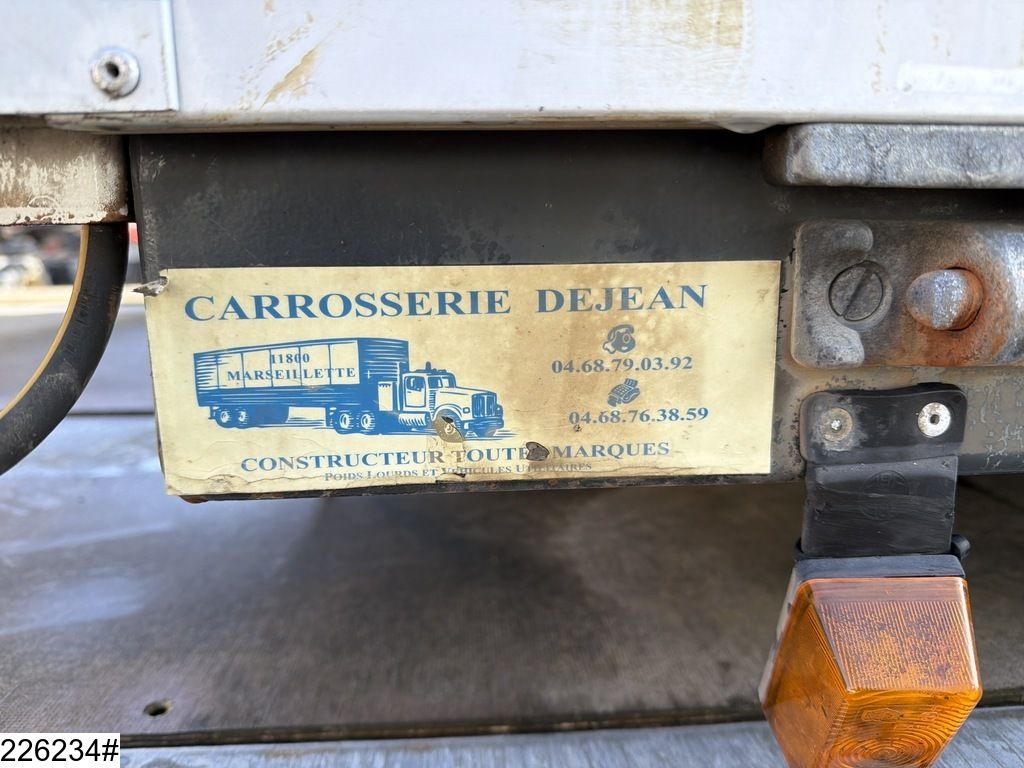 CARROSSERIE DEJEAN
11800
MARSEILLETTE
04.68.79.03.92
04.68.76.38.59
CONSTRUCTEUR TOUTES MARQUES
POIDS LOURDS ET VÉHICULES UTILITAIRES
226234#